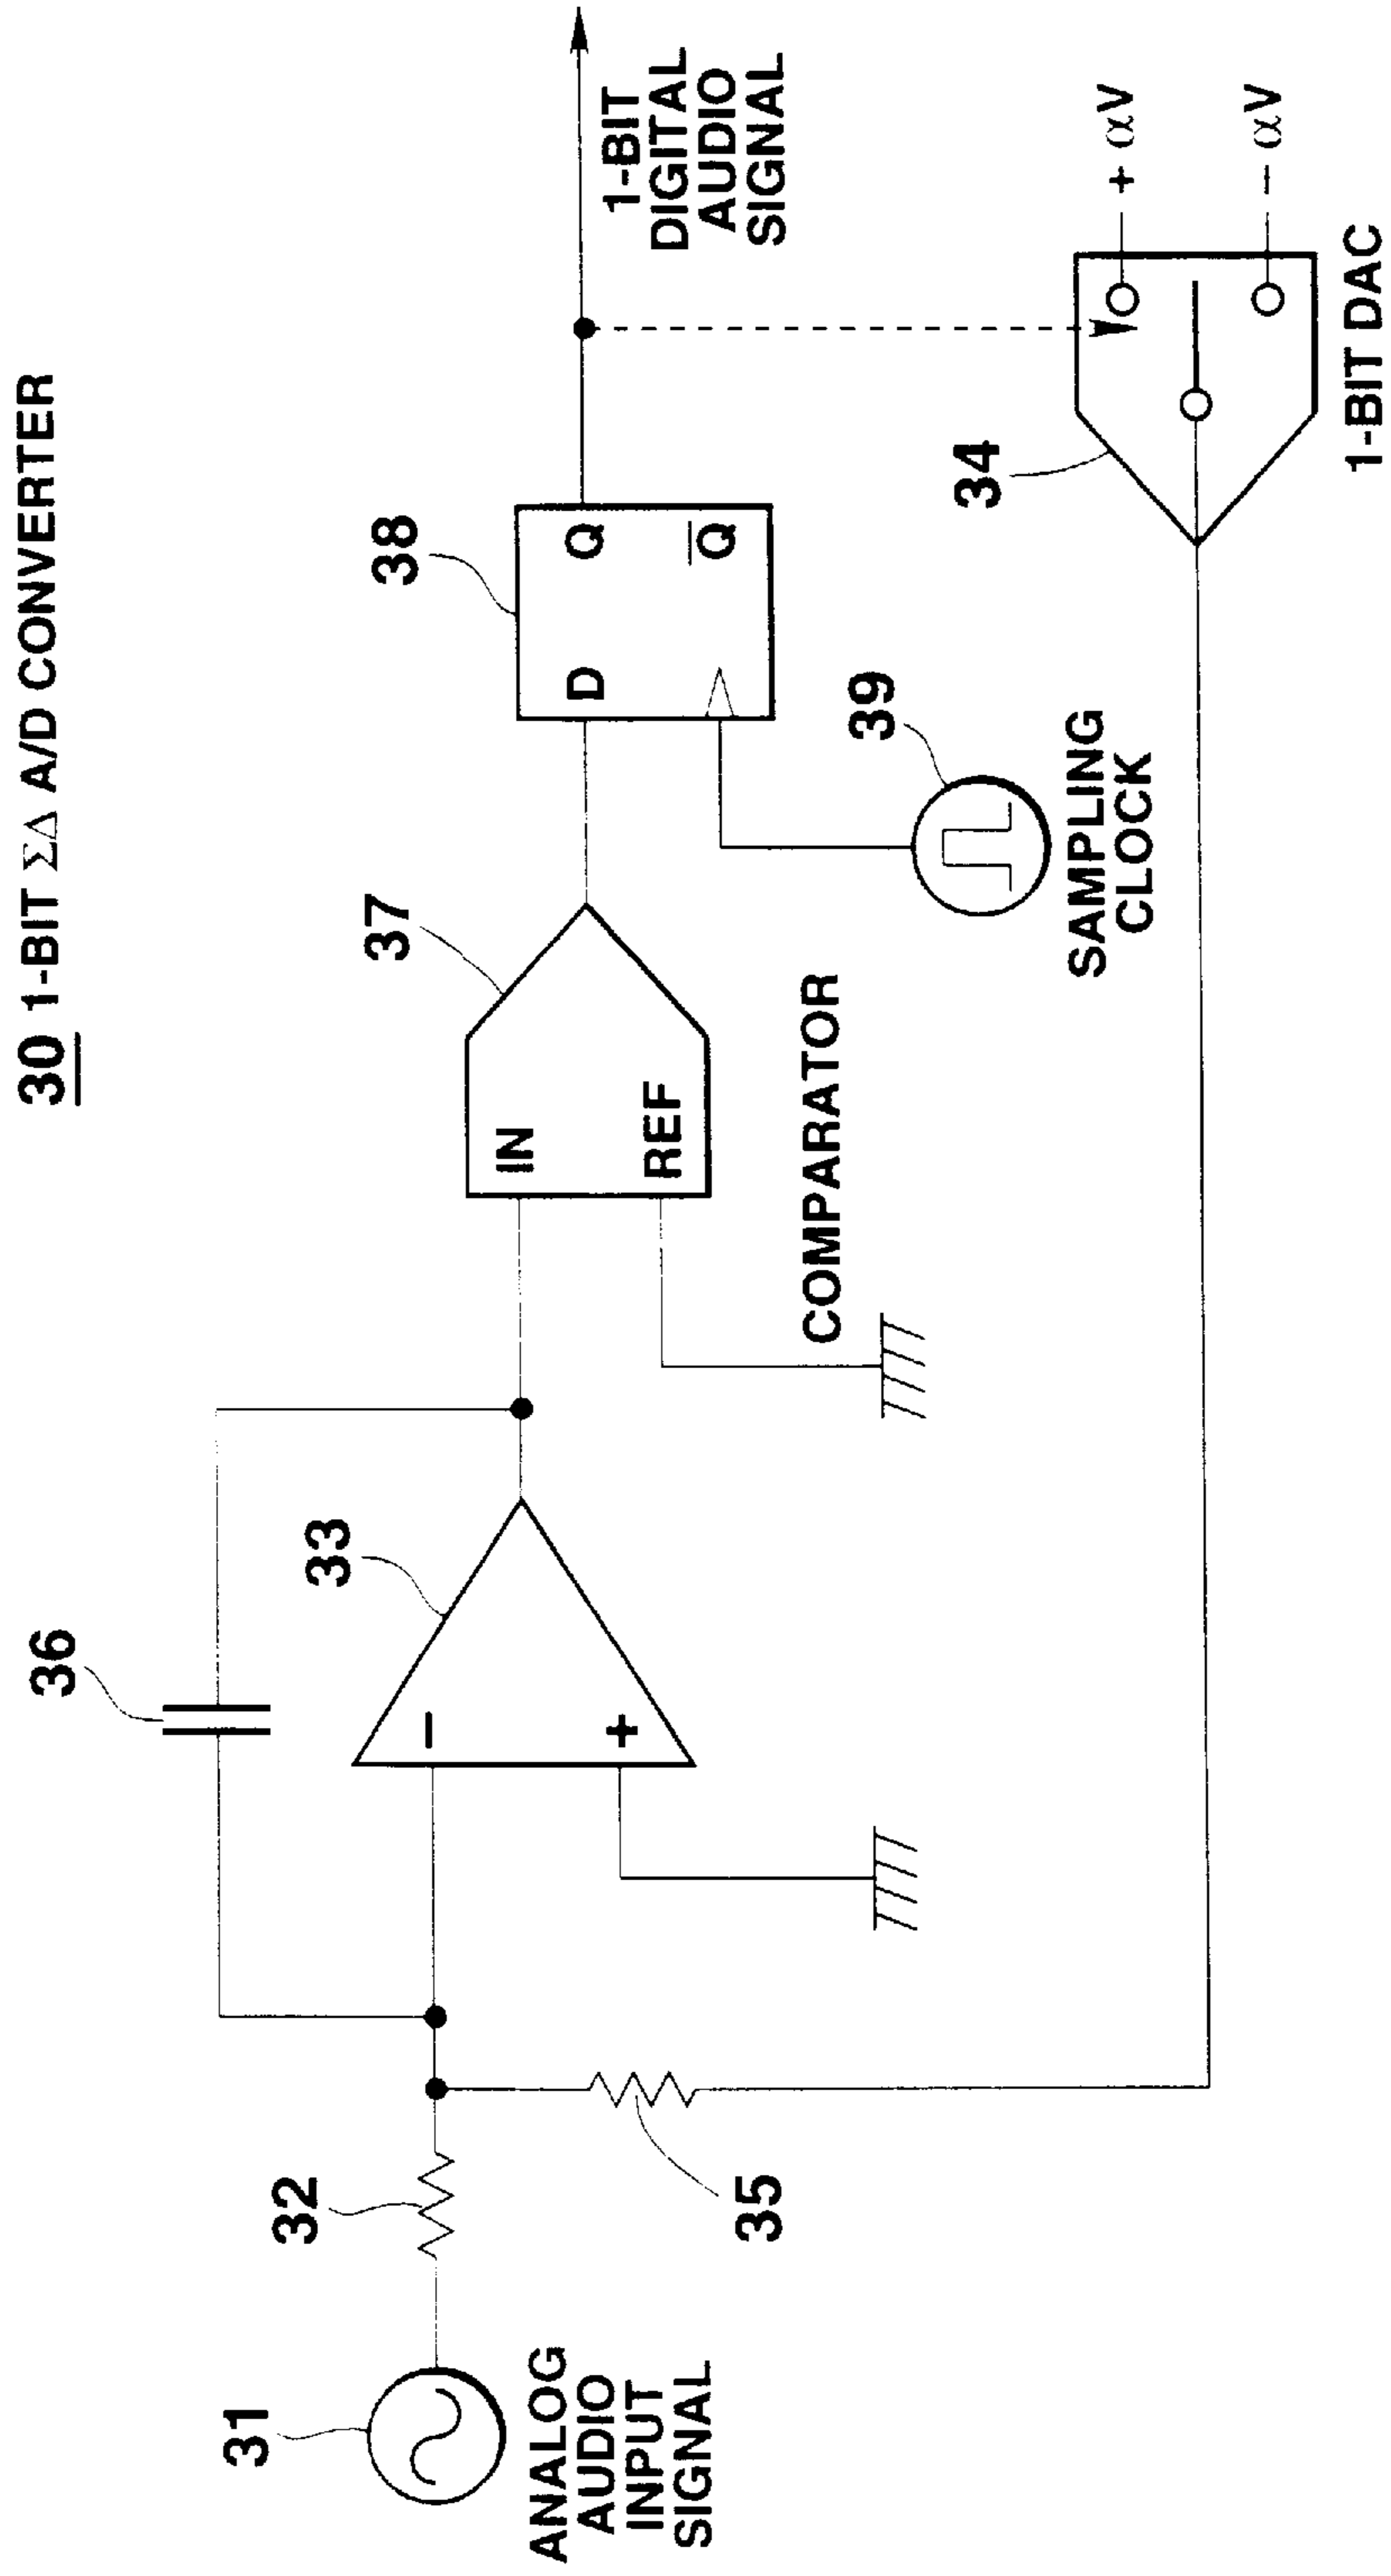 30 1-BIT ΣΔ A/D CONVERTER
36
33
37
38
31
32
-
+
IN
REF
D
Q
Q̅
1-BIT
DIGITAL
AUDIO
SIGNAL
ANALOG
AUDIO
INPUT
SIGNAL
35
COMPARATOR
39
SAMPLING
CLOCK
34
+ αV
- αV
1-BIT DAC